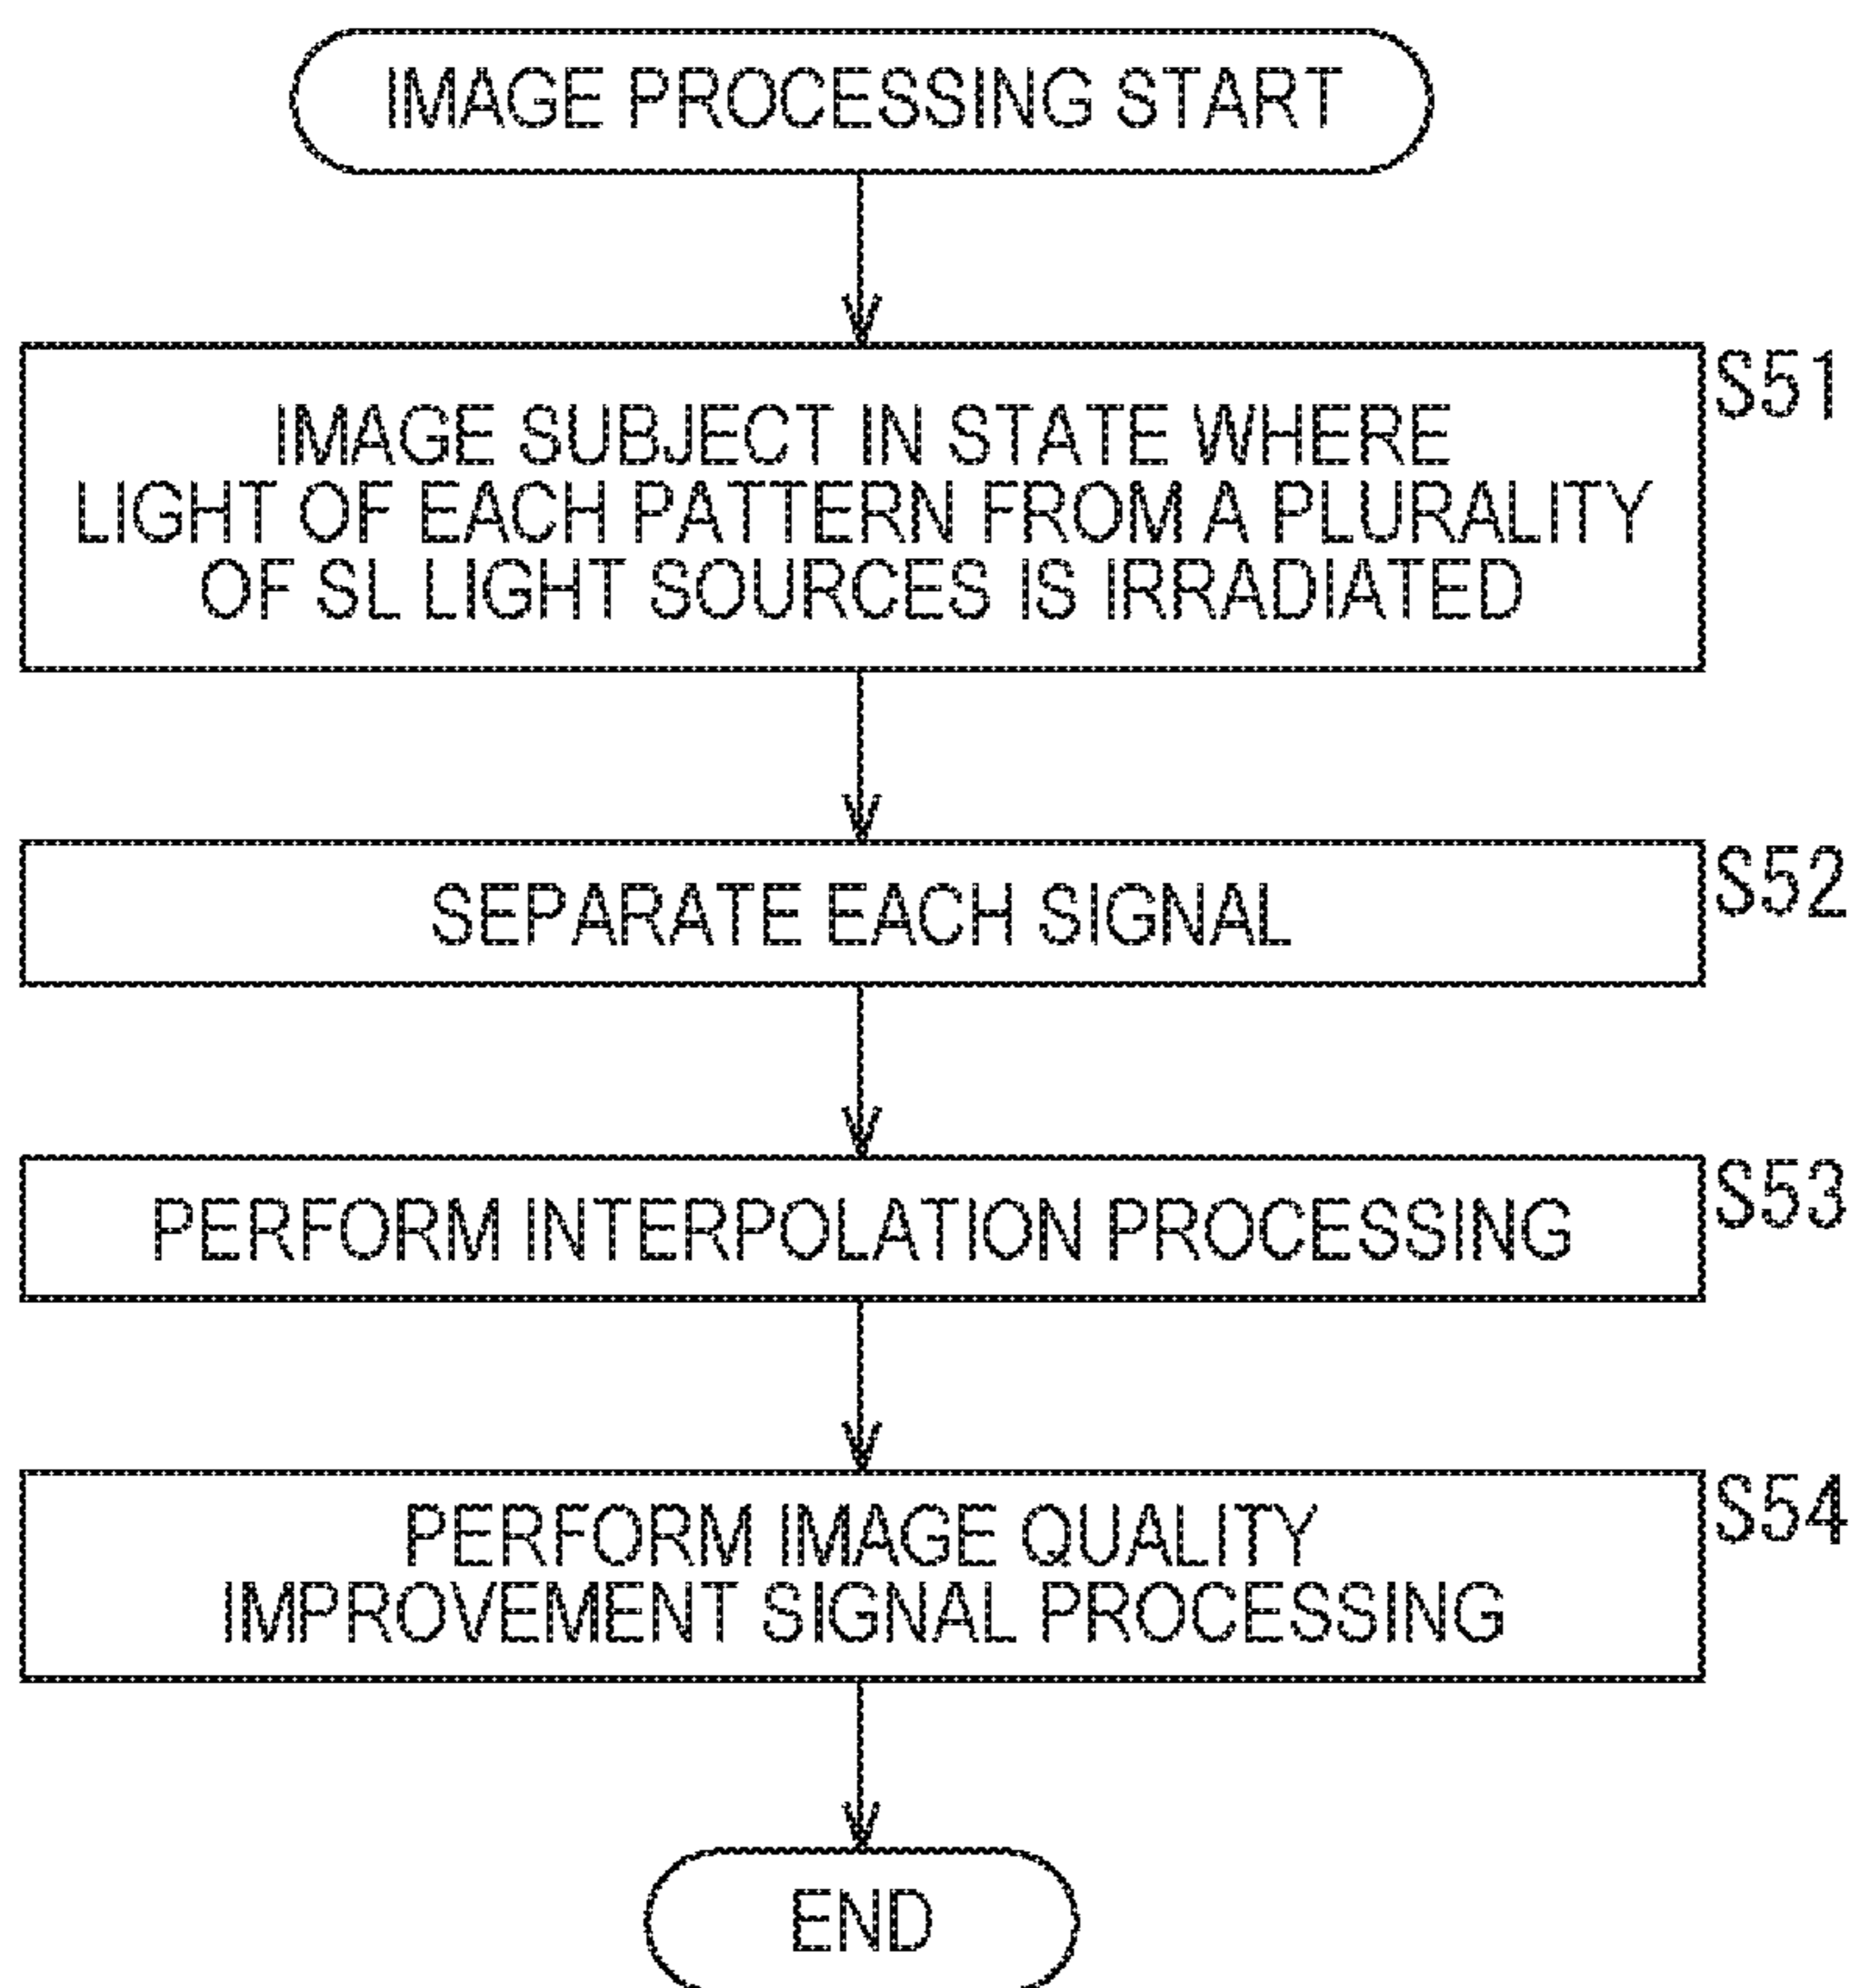 IMAGE PROCESSING START
S51
IMAGE SUBJECT IN STATE WHERE
LIGHT OF EACH PATTERN FROM A PLURALITY
OF SL LIGHT SOURCES IS IRRADIATED
S52
SEPARATE EACH SIGNAL
S53
PERFORM INTERPOLATION PROCESSING
S54
PERFORM IMAGE QUALITY
IMPROVEMENT SIGNAL PROCESSING
END